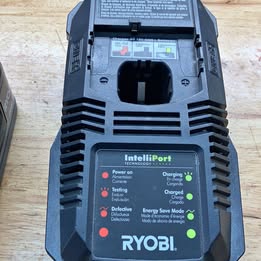 IntelliPort
TECHNOLOGY
Power on
Alimentation
Corriente
Charging
En charge
Cargando
Testing
Évaluation
Evaluación
Charged
Chargé
Cargado
Defective
Défectueux
Defectuoso
Energy Save Mode
Mode d'économie d'énergie
Modo de ahorro de energía
RYOBI